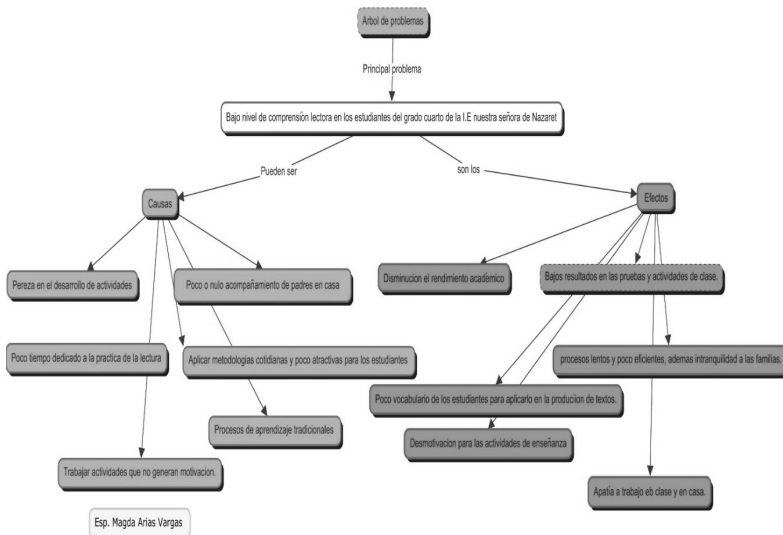 Arbol de problemas
Principal problema
Bajo nivel de comprensión lectora en los estudiantes del grado cuarto de la I.E nuestra señora de Nazaret
Pueden ser
son los
Causas
Efectos
Pereza en el desarrollo de actividades
Poco o nulo acompañamiento de padres en casa
Disminucion el rendimiento académico
Bajos resultados en las pruebas y actividades de clase.
Poco tiempo dedicado a la practica de la lectura
Aplicar metodologias cotidianas y poco atractivas para los estudiantes
procesos lentos y poco eficientes, ademas intranquilidad a las familias.
Poco vocabulario de los estudiantes para aplicarlo en la produccion de textos.
Procesos de aprendizaje tradicionales
Desmotivacion para las actividades de enseñanza
Trabajar actividades que no generan motivacion.
Apatia a trabajo eb clase y en casa.
Esp. Magda Arias Vargas